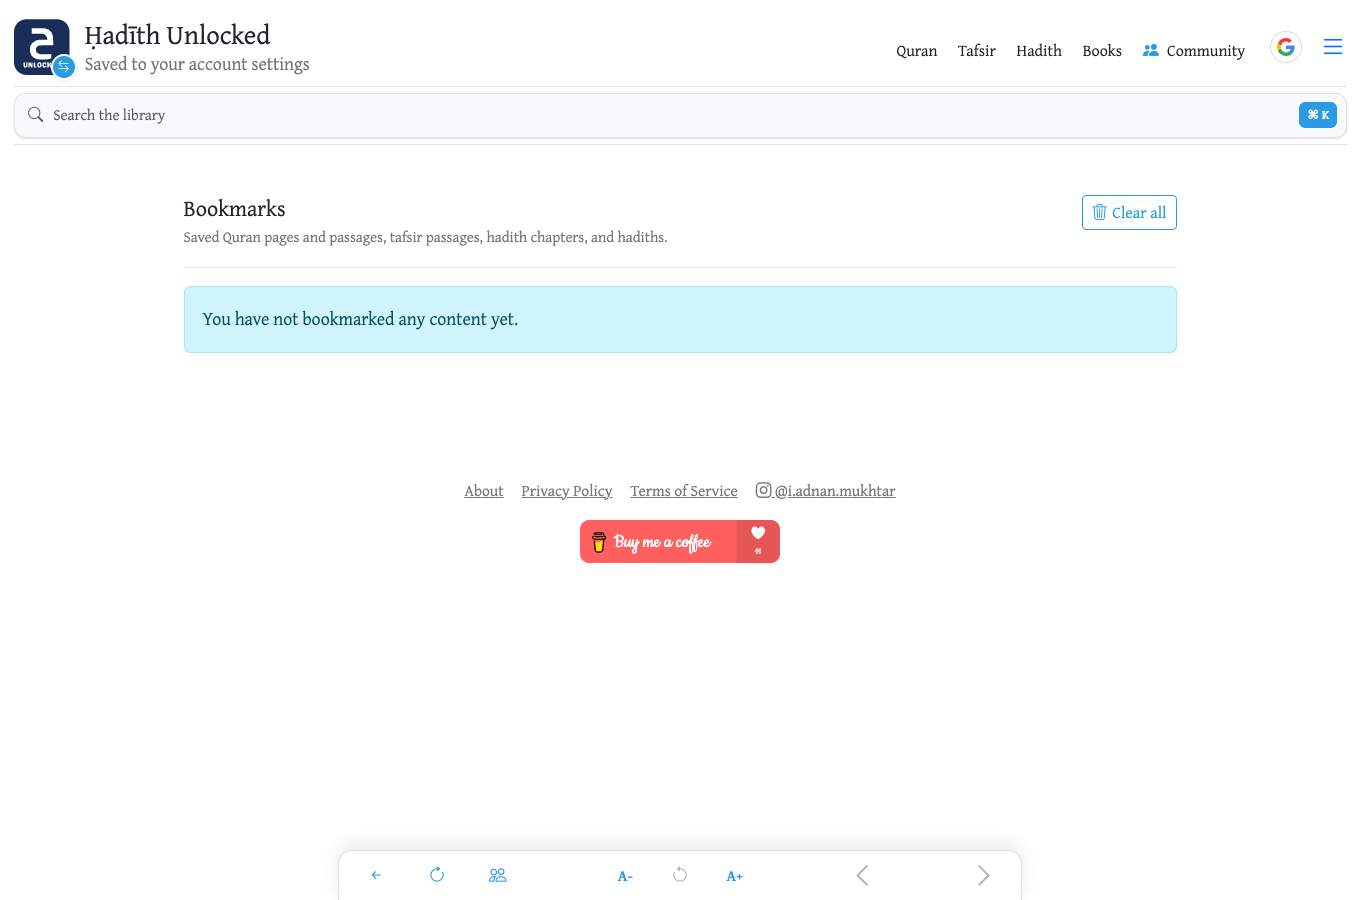 Ḥadīth Unlocked
Saved to your account settings
Quran
Tafsir
Hadith
Books
Community
Search the library
⌘ K
Bookmarks
Saved Quran pages and passages, tafsir passages, hadith chapters, and hadiths.
Clear all
You have not bookmarked any content yet.
About
Privacy Policy
Terms of Service
@i.adnan.mukhtar
Buy me a coffee
A-
A+